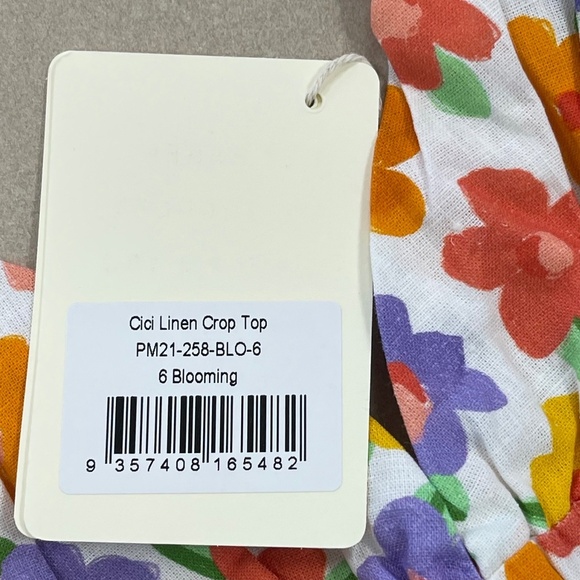 Cici Linen Crop Top
PM21-258-BLO-6
6 Blooming
9 357408 165482